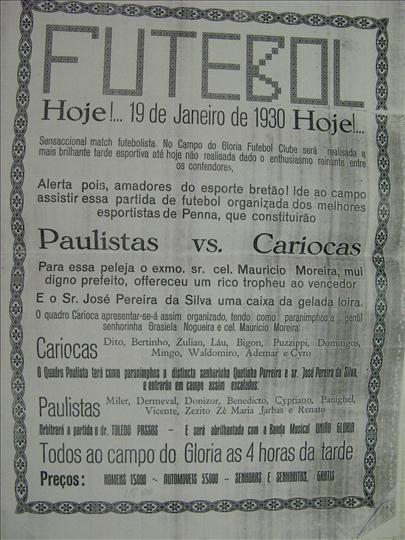 FUTEBOL
Hoje!... 19 de Janeiro de 1930 Hoje!...
Sensaccional match futebolista. No Campo do Gloria Futebol Clube será realisada a
mais brilhante tarde esportiva até hoje não realisada dado o enthusiasmo reinante entre
os contendores,
Alerta pois, amadores do esporte bretão! Ide ao campo
assistir essa partida de futebol organizada dos melhores
esportistas de Penna, que constituirão
Paulistas vs. Cariocas
Para essa peleja o exmo. sr. cel. Mauricio Moreira, mui
digno prefeito, offereceu um rico tropheu ao vencedor
E o Sr. José Pereira da Silva uma caixa da gelada loira.
O quadro Carioca apresentar-se-á assim organizado, tendo como paranimphos a gentil
senhorinha Grasiela Nogueira e cel. Mauricio Moreira:
Cariocas Dito, Bertinho, Zulian, Láu, Bigon, Puzzippi, Domingos,
Mingo, Waldomiro, Ademar e Cyro
O Quadro Paulista terá como paranimphos a distincta senhorinha Quetinha Parreira e sr. José Pereira da Silva,
e entrarão em campo assim escalados:
Paulistas Miler, Dermeval, Donizor, Benedicto, Cypriano, Panighel,
Vicente, Zezito Zé Maria Jarbas e Renato
Arbitrará a partida o dr. TOLEDO PASSOS - E será abrilhantada com a Banda Musical UNIÃO GLORIA
Todos ao campo do Gloria as 4 horas da tarde
Preços: HOMENS 1$000 - AUTOMOVEIS 5$000 - SENHORAS E SENHORITAS, GRATIS